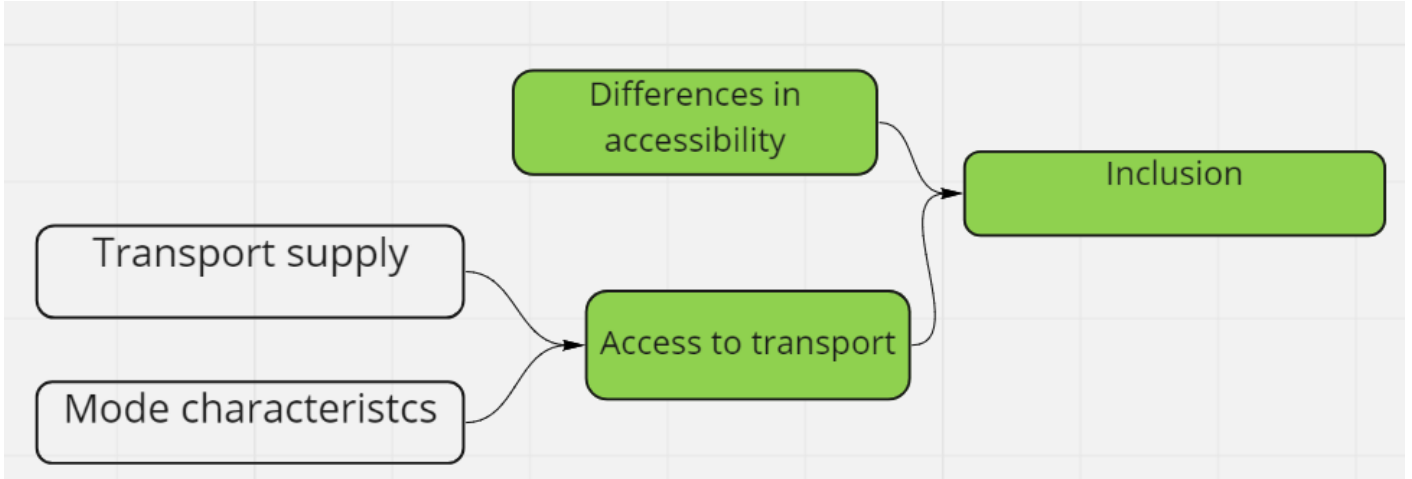 Differences in
accessibility
Inclusion
Transport supply
Access to transport
Mode characteristcs